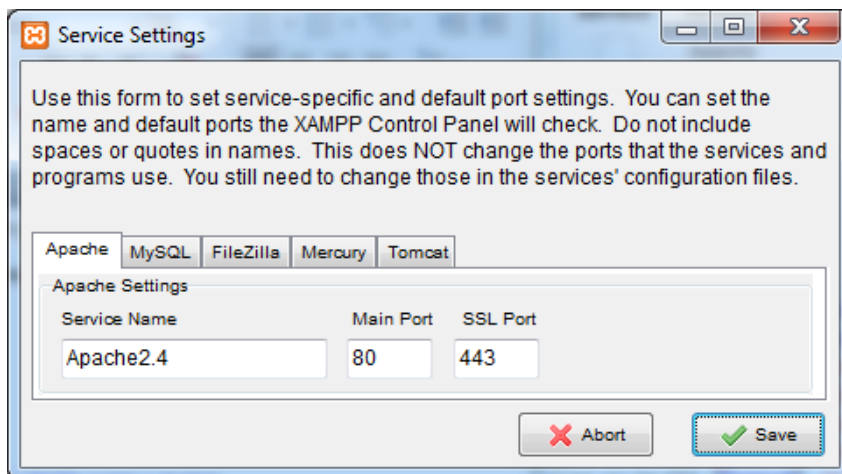 Service Settings
Use this form to set service-specific and default port settings.  You can set the
name and default ports the XAMPP Control Panel will check.  Do not include
spaces or quotes in names.  This does NOT change the ports that the services and
programs use.  You still need to change those in the services' configuration files.
Apache MySQL FileZilla Mercury Tomcat
Apache Settings
Service Name Main Port SSL Port
Apache2.4 80 443
Abort Save